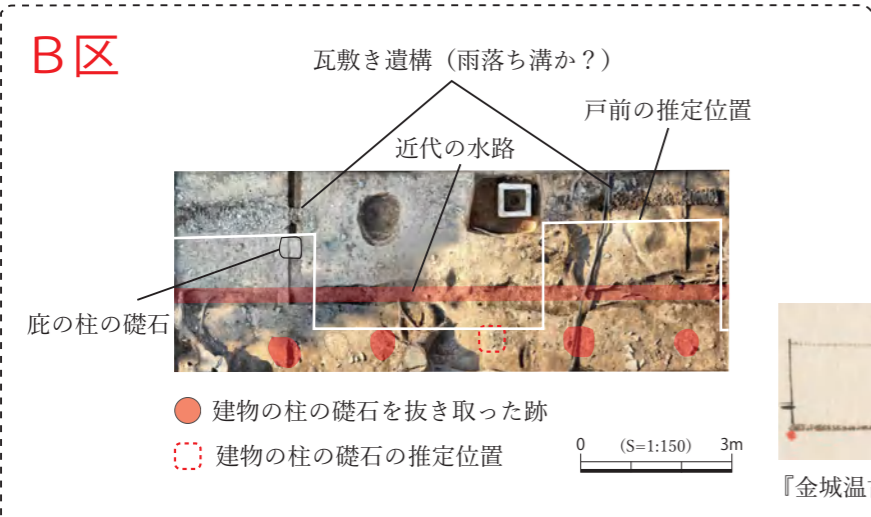 B区
瓦敷き遺構（雨落ち溝か？）
戸前の推定位置
近代の水路
庇の柱の礎石
建物の柱の礎石を抜き取った跡
建物の柱の礎石の推定位置
0 (S=1:150) 3m
『金城温